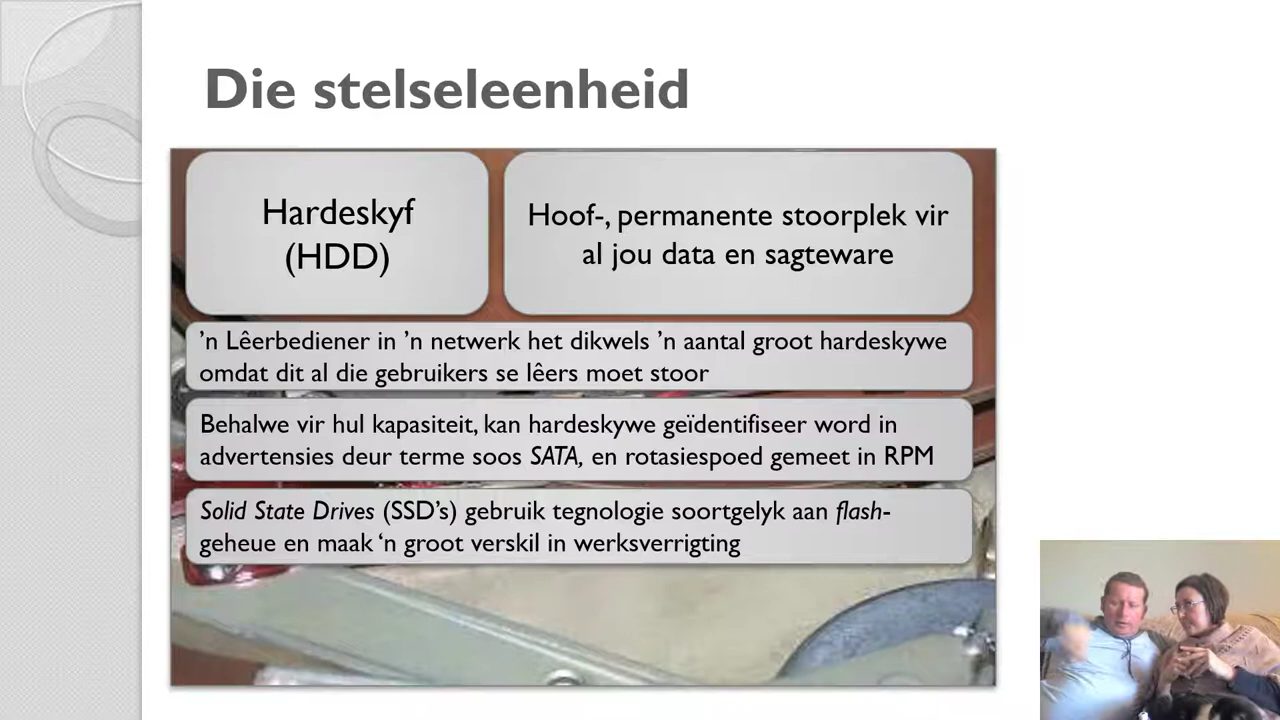 Die stelseleenheid
Hardeskyf
(HDD)
Hoof-, permanente stoorplek vir
al jou data en sagteware
’n Lêerbediener in ’n netwerk het dikwels ’n aantal groot hardeskywe
omdat dit al die gebruikers se lêers moet stoor
Behalwe vir hul kapasiteit, kan hardeskywe geïdentifiseer word in
advertensies deur terme soos SATA, en rotasiespoed gemeet in RPM
Solid State Drives (SSD’s) gebruik tegnologie soortgelyk aan flash-
geheue en maak ‘n groot verskil in werksverrigting